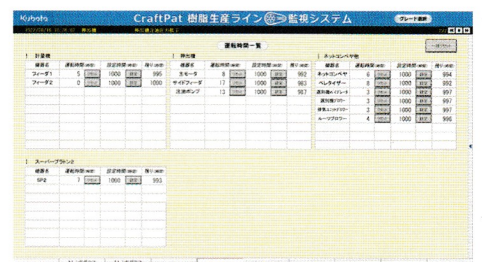 Kubota CraftPat 樹脂生産ライン 監視システム グレード選択
運転時間一覧
計量機
機器名 運転時間 設定時間 残り
フィーダ1 5 1000 995
フィーダ2 0 1000 1000
押出機
機器名 運転時間 設定時間 残り
主モータ 8 1000 992
サイドフィーダ 17 1000 983
注油ポンプ 13 1000 987
ネットコンベヤ他
機器名 運転時間 設定時間 残り
ネットコンベヤ 6 1000 994
ペレタイザー 8 1000 992
3 1000 997
選別機ブロワー 3 1000 997
3 1000 997
ルーツブロワー 4 1000 996
スーパープラトン2
機器名 運転時間 設定時間 残り
SP2 7 1000 993